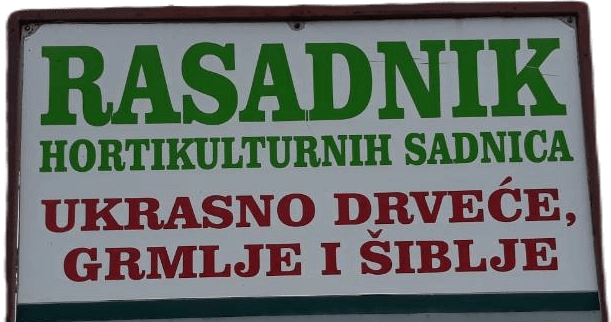 RASADNIK
HORTIKULTURNIH SADNICA
UKRASNO DRVEĆE,
GRMLJE I ŠIBLJE